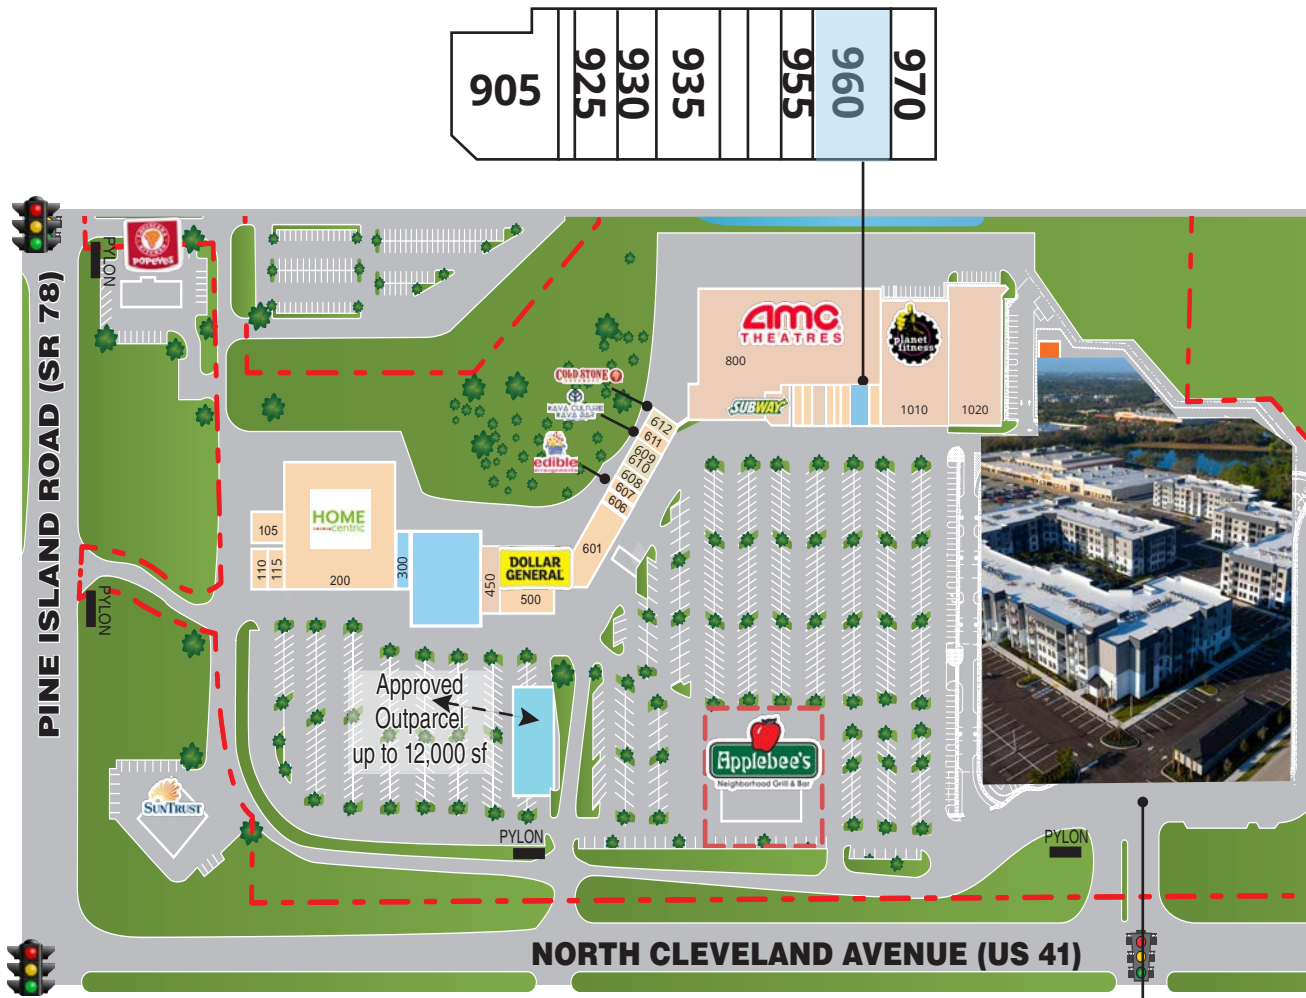 905
925
930
935
955
960
970
PYLON
POPEYES
PINE ISLAND ROAD (SR 78)
amc
THEATRES
800
planet
fitness
SUBWAY
1010
1020
COLD STONE
KAVA CULTURE
KAVA BAR
edible
arrangements
612
611
609
610
608
607
606
601
HOME
centric
105
110
115
200
300
450
DOLLAR
GENERAL
500
PYLON
Approved
Outparcel
up to 12,000 sf
Applebee's
Neighborhood Grill & Bar
SUNTRUST
PYLON
PYLON
NORTH CLEVELAND AVENUE (US 41)